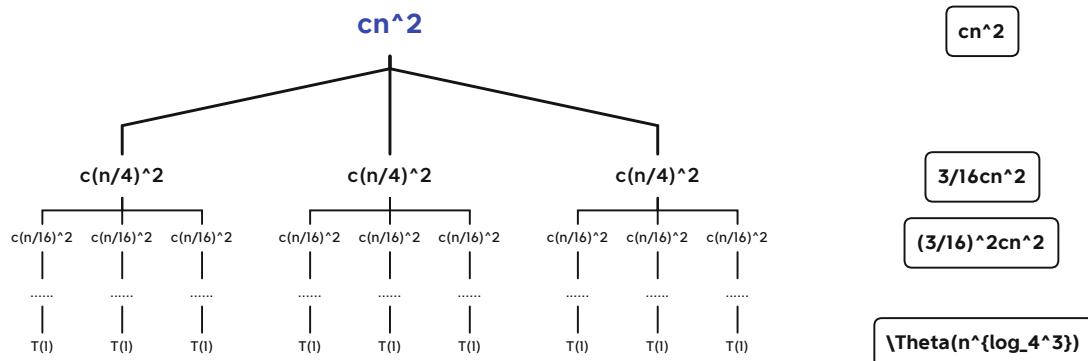 cn^2
cn^2
c(n/4)^2 c(n/4)^2 c(n/4)^2
3/16cn^2
c(n/16)^2 c(n/16)^2 c(n/16)^2 c(n/16)^2 c(n/16)^2 c(n/16)^2 c(n/16)^2 c(n/16)^2 c(n/16)^2
(3/16)^2cn^2
...... ...... ...... ...... ...... ...... ...... ...... ......
T(1) T(1) T(1) T(1) T(1) T(1) T(1) T(1) T(1)
\Theta(n^{log_4^3})